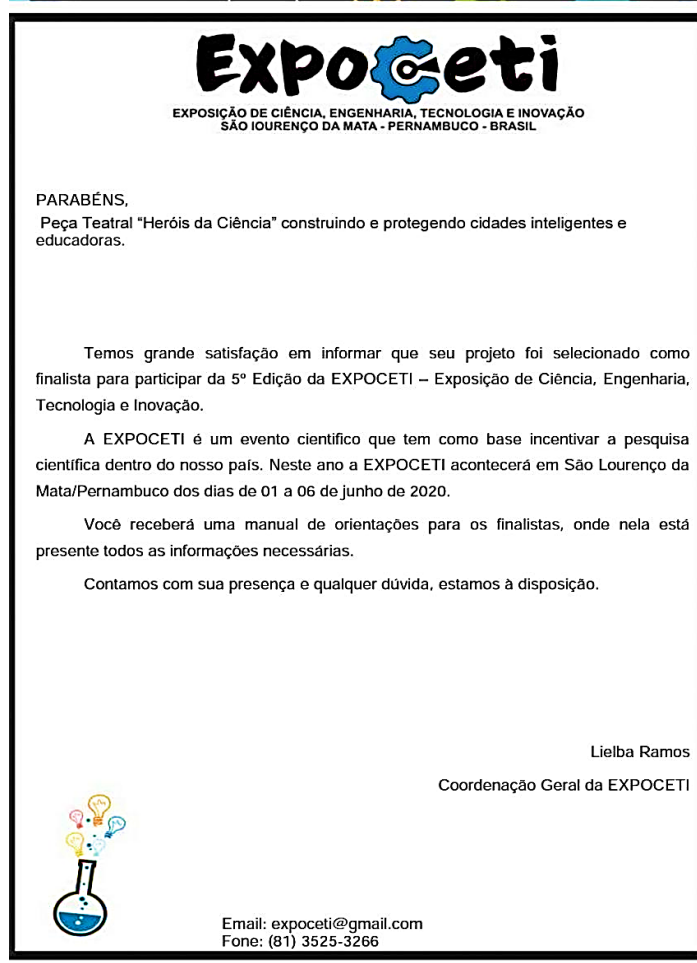 Expoceti
EXPOSIÇÃO DE CIÊNCIA, ENGENHARIA, TECNOLOGIA E INOVAÇÃO
SÃO lOURENÇO DA MATA - PERNAMBUCO - BRASIL
PARABÉNS,
Peça Teatral “Heróis da Ciência” construindo e protegendo cidades inteligentes e
educadoras.
Temos grande satisfação em informar que seu projeto foi selecionado como
finalista para participar da 5º Edição da EXPOCETI – Exposição de Ciência, Engenharia,
Tecnologia e Inovação.
A EXPOCETI é um evento cientifico que tem como base incentivar a pesquisa
científica dentro do nosso país. Neste ano a EXPOCETI acontecerá em São Lourenço da
Mata/Pernambuco dos dias de 01 a 06 de junho de 2020.
Você receberá uma manual de orientações para os finalistas, onde nela está
presente todos as informações necessárias.
Contamos com sua presença e qualquer dúvida, estamos à disposição.
Lielba Ramos
Coordenação Geral da EXPOCETI
Email: expoceti@gmail.com
Fone: (81) 3525-3266